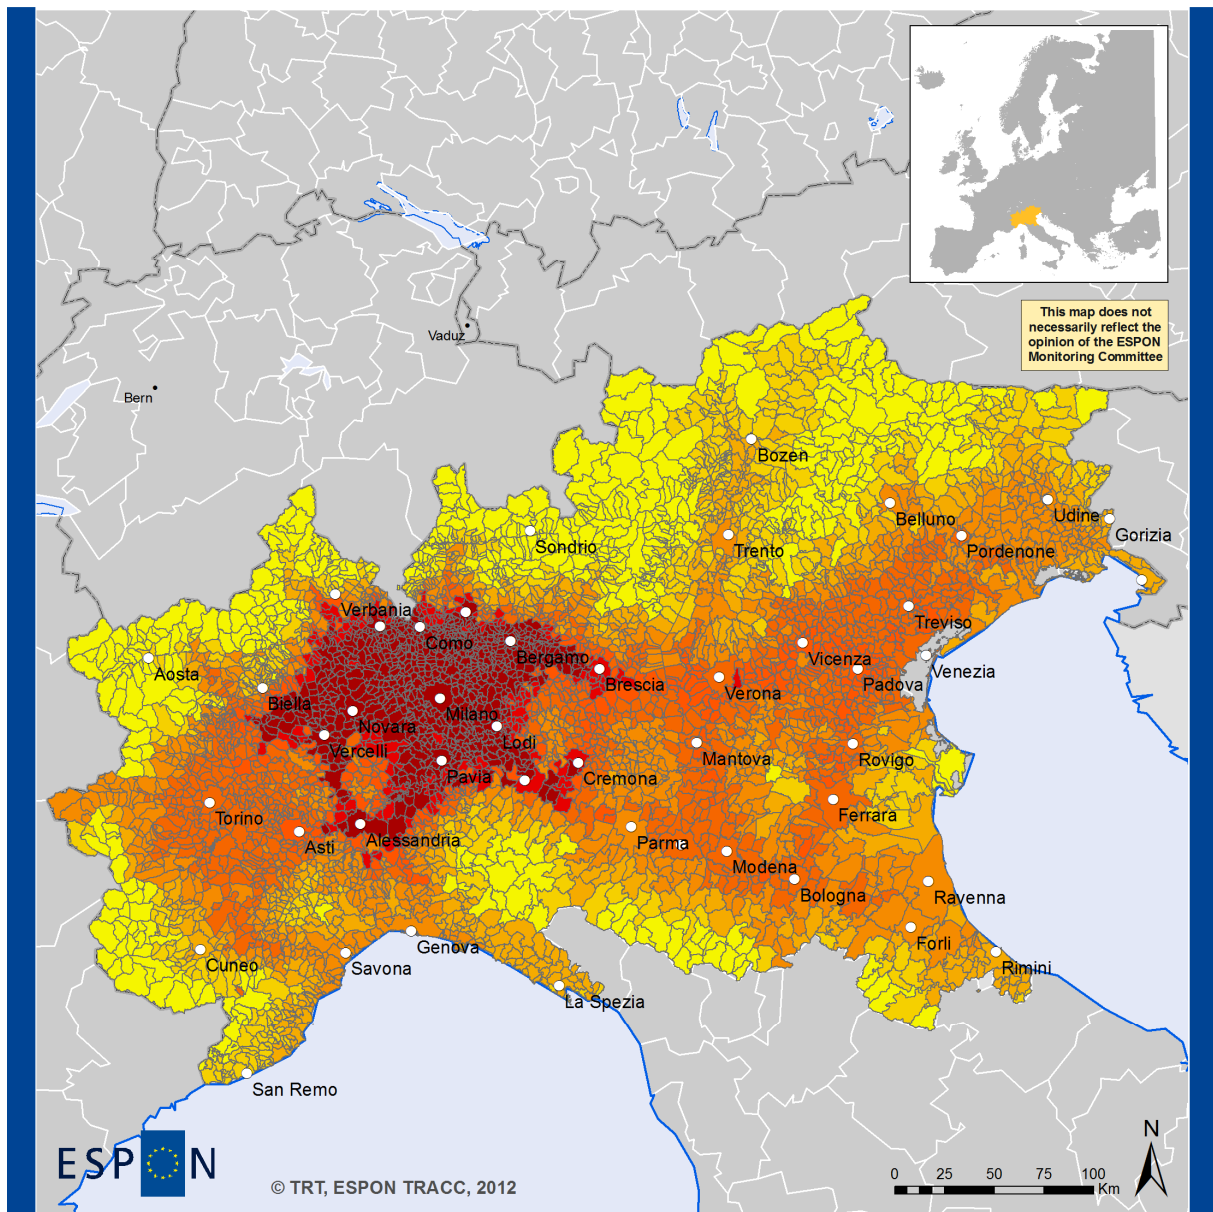 This map does not
necessarily reflect the
opinion of the ESPON
Monitoring Committee
Vaduz
Bern
Bozen
Belluno
Udine
Gorizia
Sondrio
Trento
Pordenone
Verbania
Treviso
Como
Bergamo
Vicenza
Venezia
Aosta
Brescia
Padova
Verona
Biella
Milano
Novara
Lodi
Vercelli
Mantova
Rovigo
Pavia
Cremona
Torino
Ferrara
Asti
Alessandria
Parma
Modena
Bologna
Ravenna
Genova
Forli
Cuneo
Savona
Rimini
La Spezia
San Remo
N
ESPON
0 25 50 75 100
Km
© TRT, ESPON TRACC, 2012